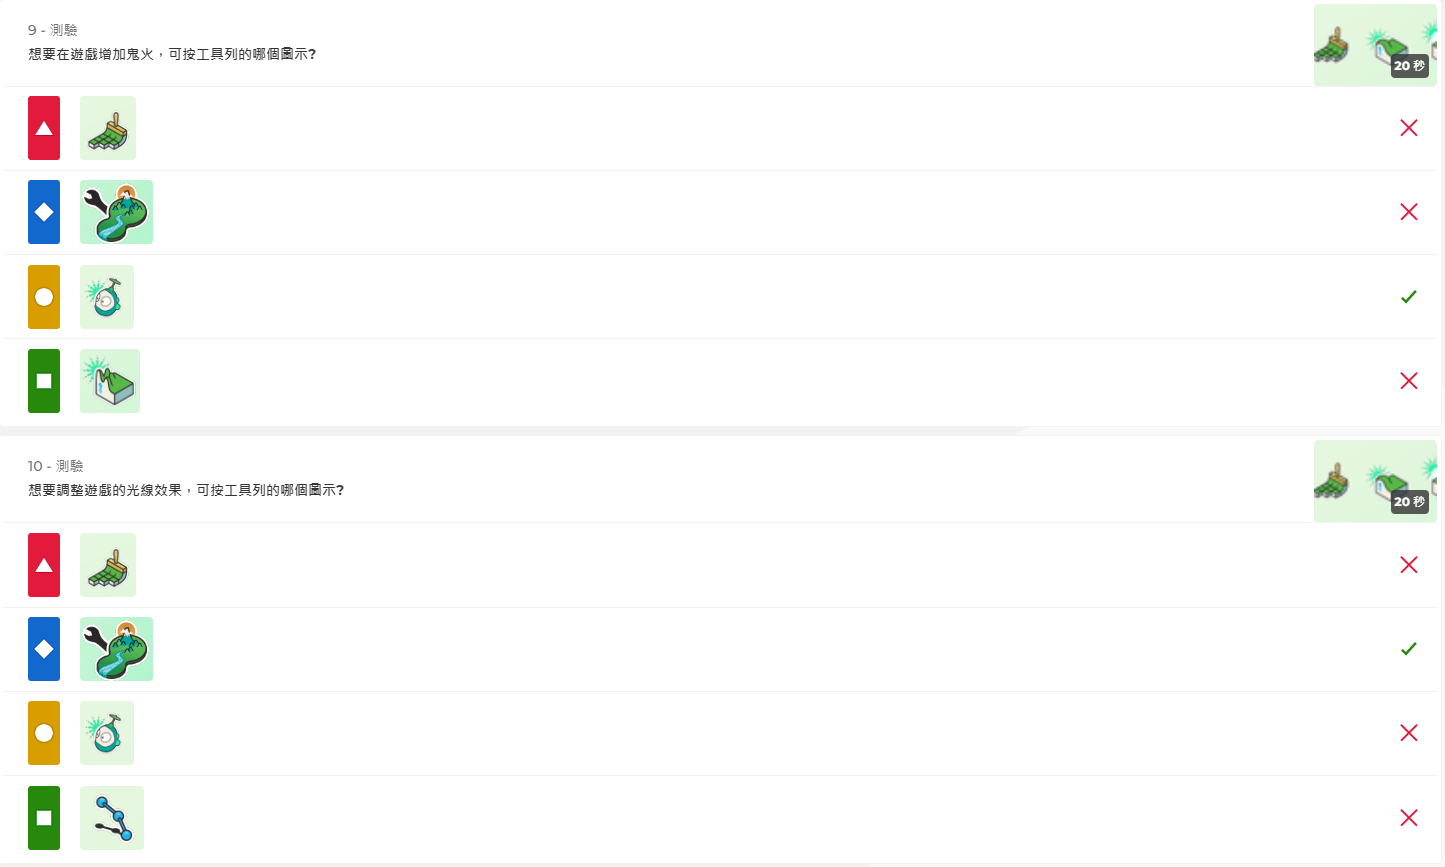 9 - 測驗
想要在遊戲增加鬼火，可按工具列的哪個圖示?
20 秒
10 - 測驗
想要調整遊戲的光線效果，可按工具列的哪個圖示?
20 秒